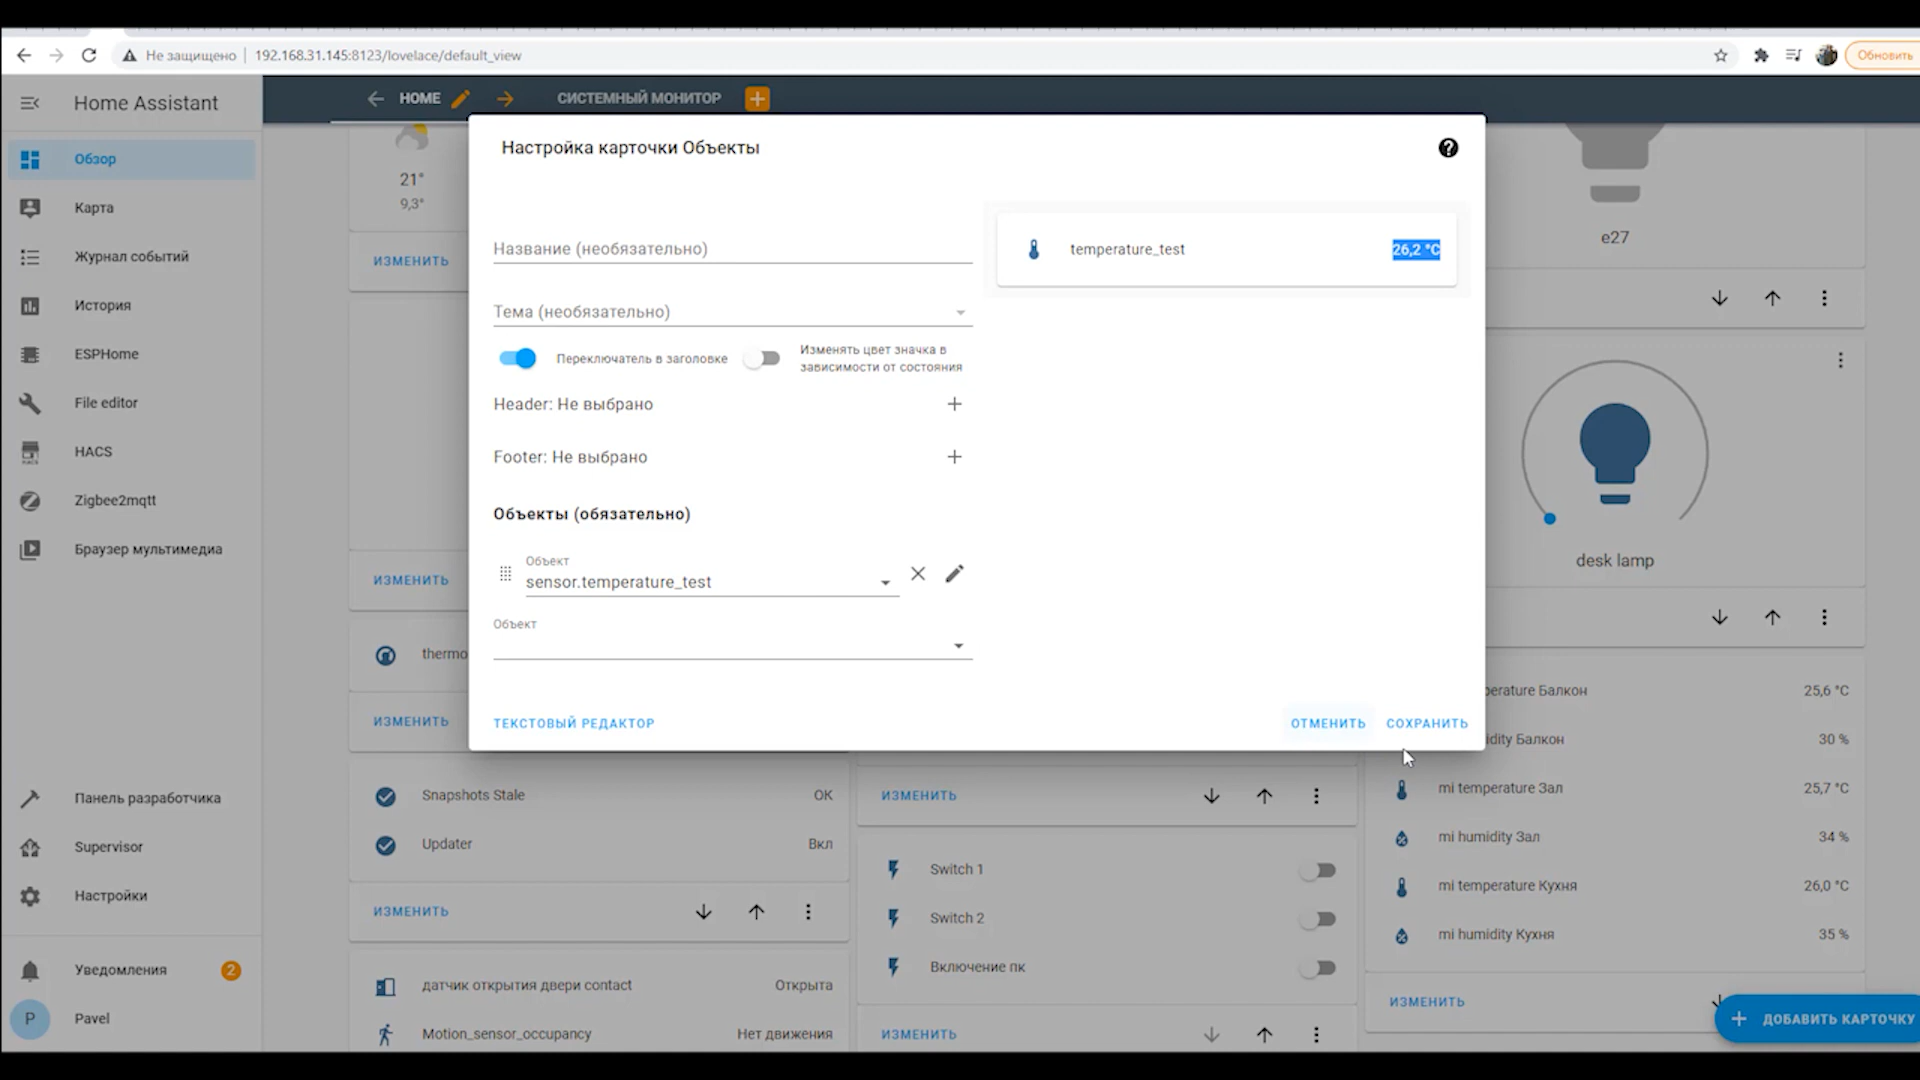 Не защищено
192.168.31.145:8123/lovelace/default_view
Обновить
Home Assistant
HOME
СИСТЕМНЫЙ МОНИТОР
Обзор
Карта
Журнал событий
История
ESPHome
File editor
HACS
Zigbee2mqtt
Браузер мультимедиа
Панель разработчика
Supervisor
Настройки
Уведомления
2
P
Pavel
21°
9,3°
ИЗМЕНИТЬ
ИЗМЕНИТЬ
thermo
ИЗМЕНИТЬ
Snapshots Stale
ОК
Updater
Вкл
ИЗМЕНИТЬ
датчик открытия двери contact
Открыта
Motion_sensor_occupancy
Нет движения
Настройка карточки Объекты
Название (необязательно)
Тема (необязательно)
Переключатель в заголовке
Изменять цвет значка в
зависимости от состояния
Header: Не выбрано
Footer: Не выбрано
Объекты (обязательно)
Объект
sensor.temperature_test
Объект
ТЕКСТОВЫЙ РЕДАКТОР
ОТМЕНИТЬ
СОХРАНИТЬ
temperature_test
26,2 °C
ИЗМЕНИТЬ
Switch 1
Switch 2
Включение пк
ИЗМЕНИТЬ
e27
desk lamp
perature Балкон
25,6 °C
idity Балкон
30 %
mi temperature Зал
25,7 °C
mi humidity Зал
34 %
mi temperature Кухня
26,0 °C
mi humidity Кухня
35 %
ИЗМЕНИТЬ
ДОБАВИТЬ КАРТОЧКУ